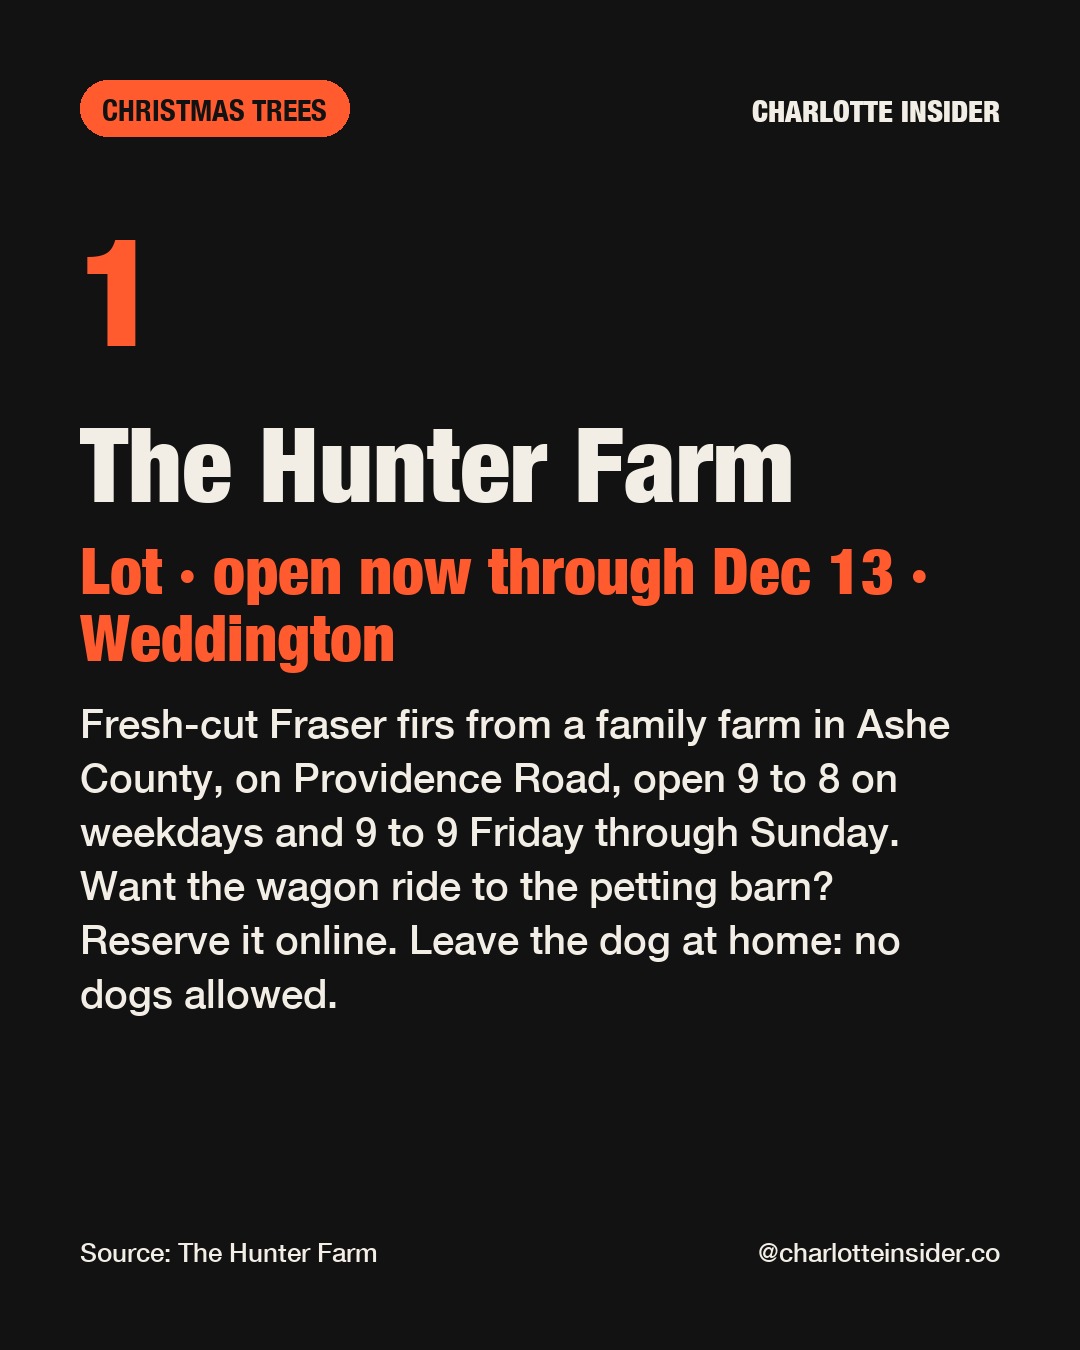 CHRISTMAS TREES
CHARLOTTE INSIDER
1
The Hunter Farm
Lot · open now through Dec 13 ·
Weddington
Fresh-cut Fraser firs from a family farm in Ashe
County, on Providence Road, open 9 to 8 on
weekdays and 9 to 9 Friday through Sunday.
Want the wagon ride to the petting barn?
Reserve it online. Leave the dog at home: no
dogs allowed.
Source: The Hunter Farm
@charlotteinsider.co